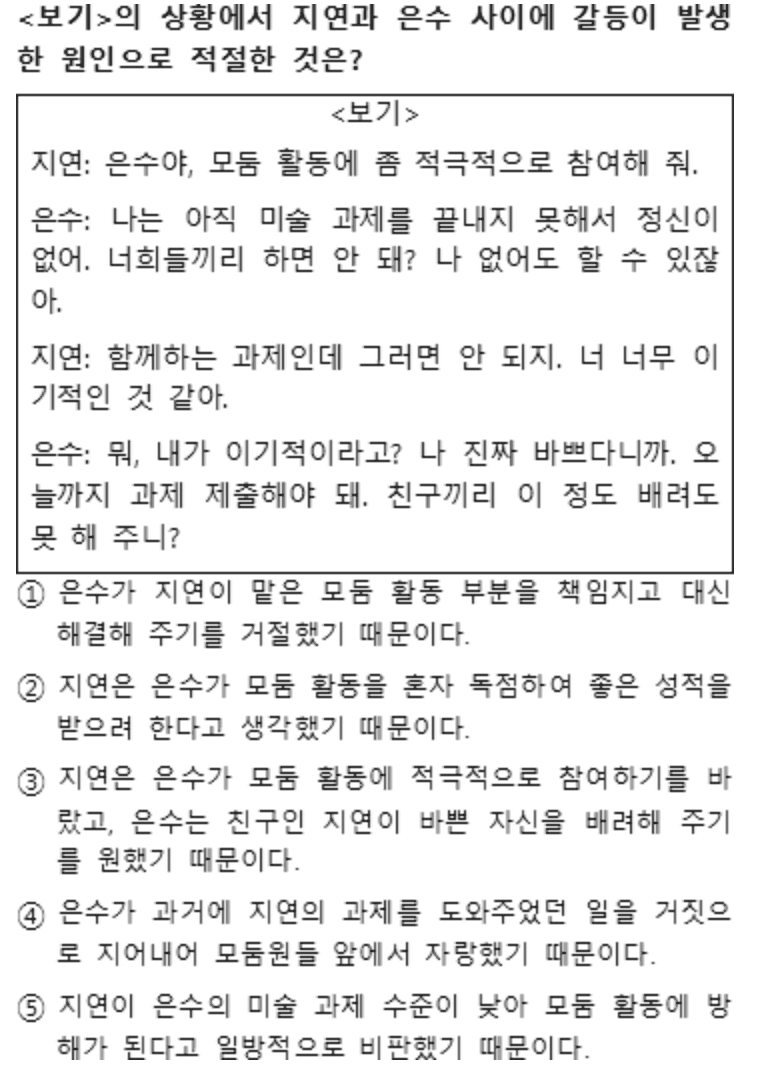 <보기>의 상황에서 지연과 은수 사이에 갈등이 발생
한 원인으로 적절한 것은?
<보기>
지연: 은수야, 모둠 활동에 좀 적극적으로 참여해 줘.
은수: 나는 아직 미술 과제를 끝내지 못해서 정신이
없어. 너희들끼리 하면 안 돼? 나 없어도 할 수 있잖
아.
지연: 함께하는 과제인데 그러면 안 되지. 너 너무 이
기적인 것 같아.
은수: 뭐, 내가 이기적이라고? 나 진짜 바쁘다니까. 오
늘까지 과제 제출해야 돼. 친구끼리 이 정도 배려도
못 해 주니?
① 은수가 지연이 맡은 모둠 활동 부분을 책임지고 대신
해결해 주기를 거절했기 때문이다.
② 지연은 은수가 모둠 활동을 혼자 독점하여 좋은 성적을
받으려 한다고 생각했기 때문이다.
③ 지연은 은수가 모둠 활동에 적극적으로 참여하기를 바
랐고, 은수는 친구인 지연이 바쁜 자신을 배려해 주기
를 원했기 때문이다.
④ 은수가 과거에 지연의 과제를 도와주었던 일을 거짓으
로 지어내어 모둠원들 앞에서 자랑했기 때문이다.
⑤ 지연이 은수의 미술 과제 수준이 낮아 모둠 활동에 방
해가 된다고 일방적으로 비판했기 때문이다.